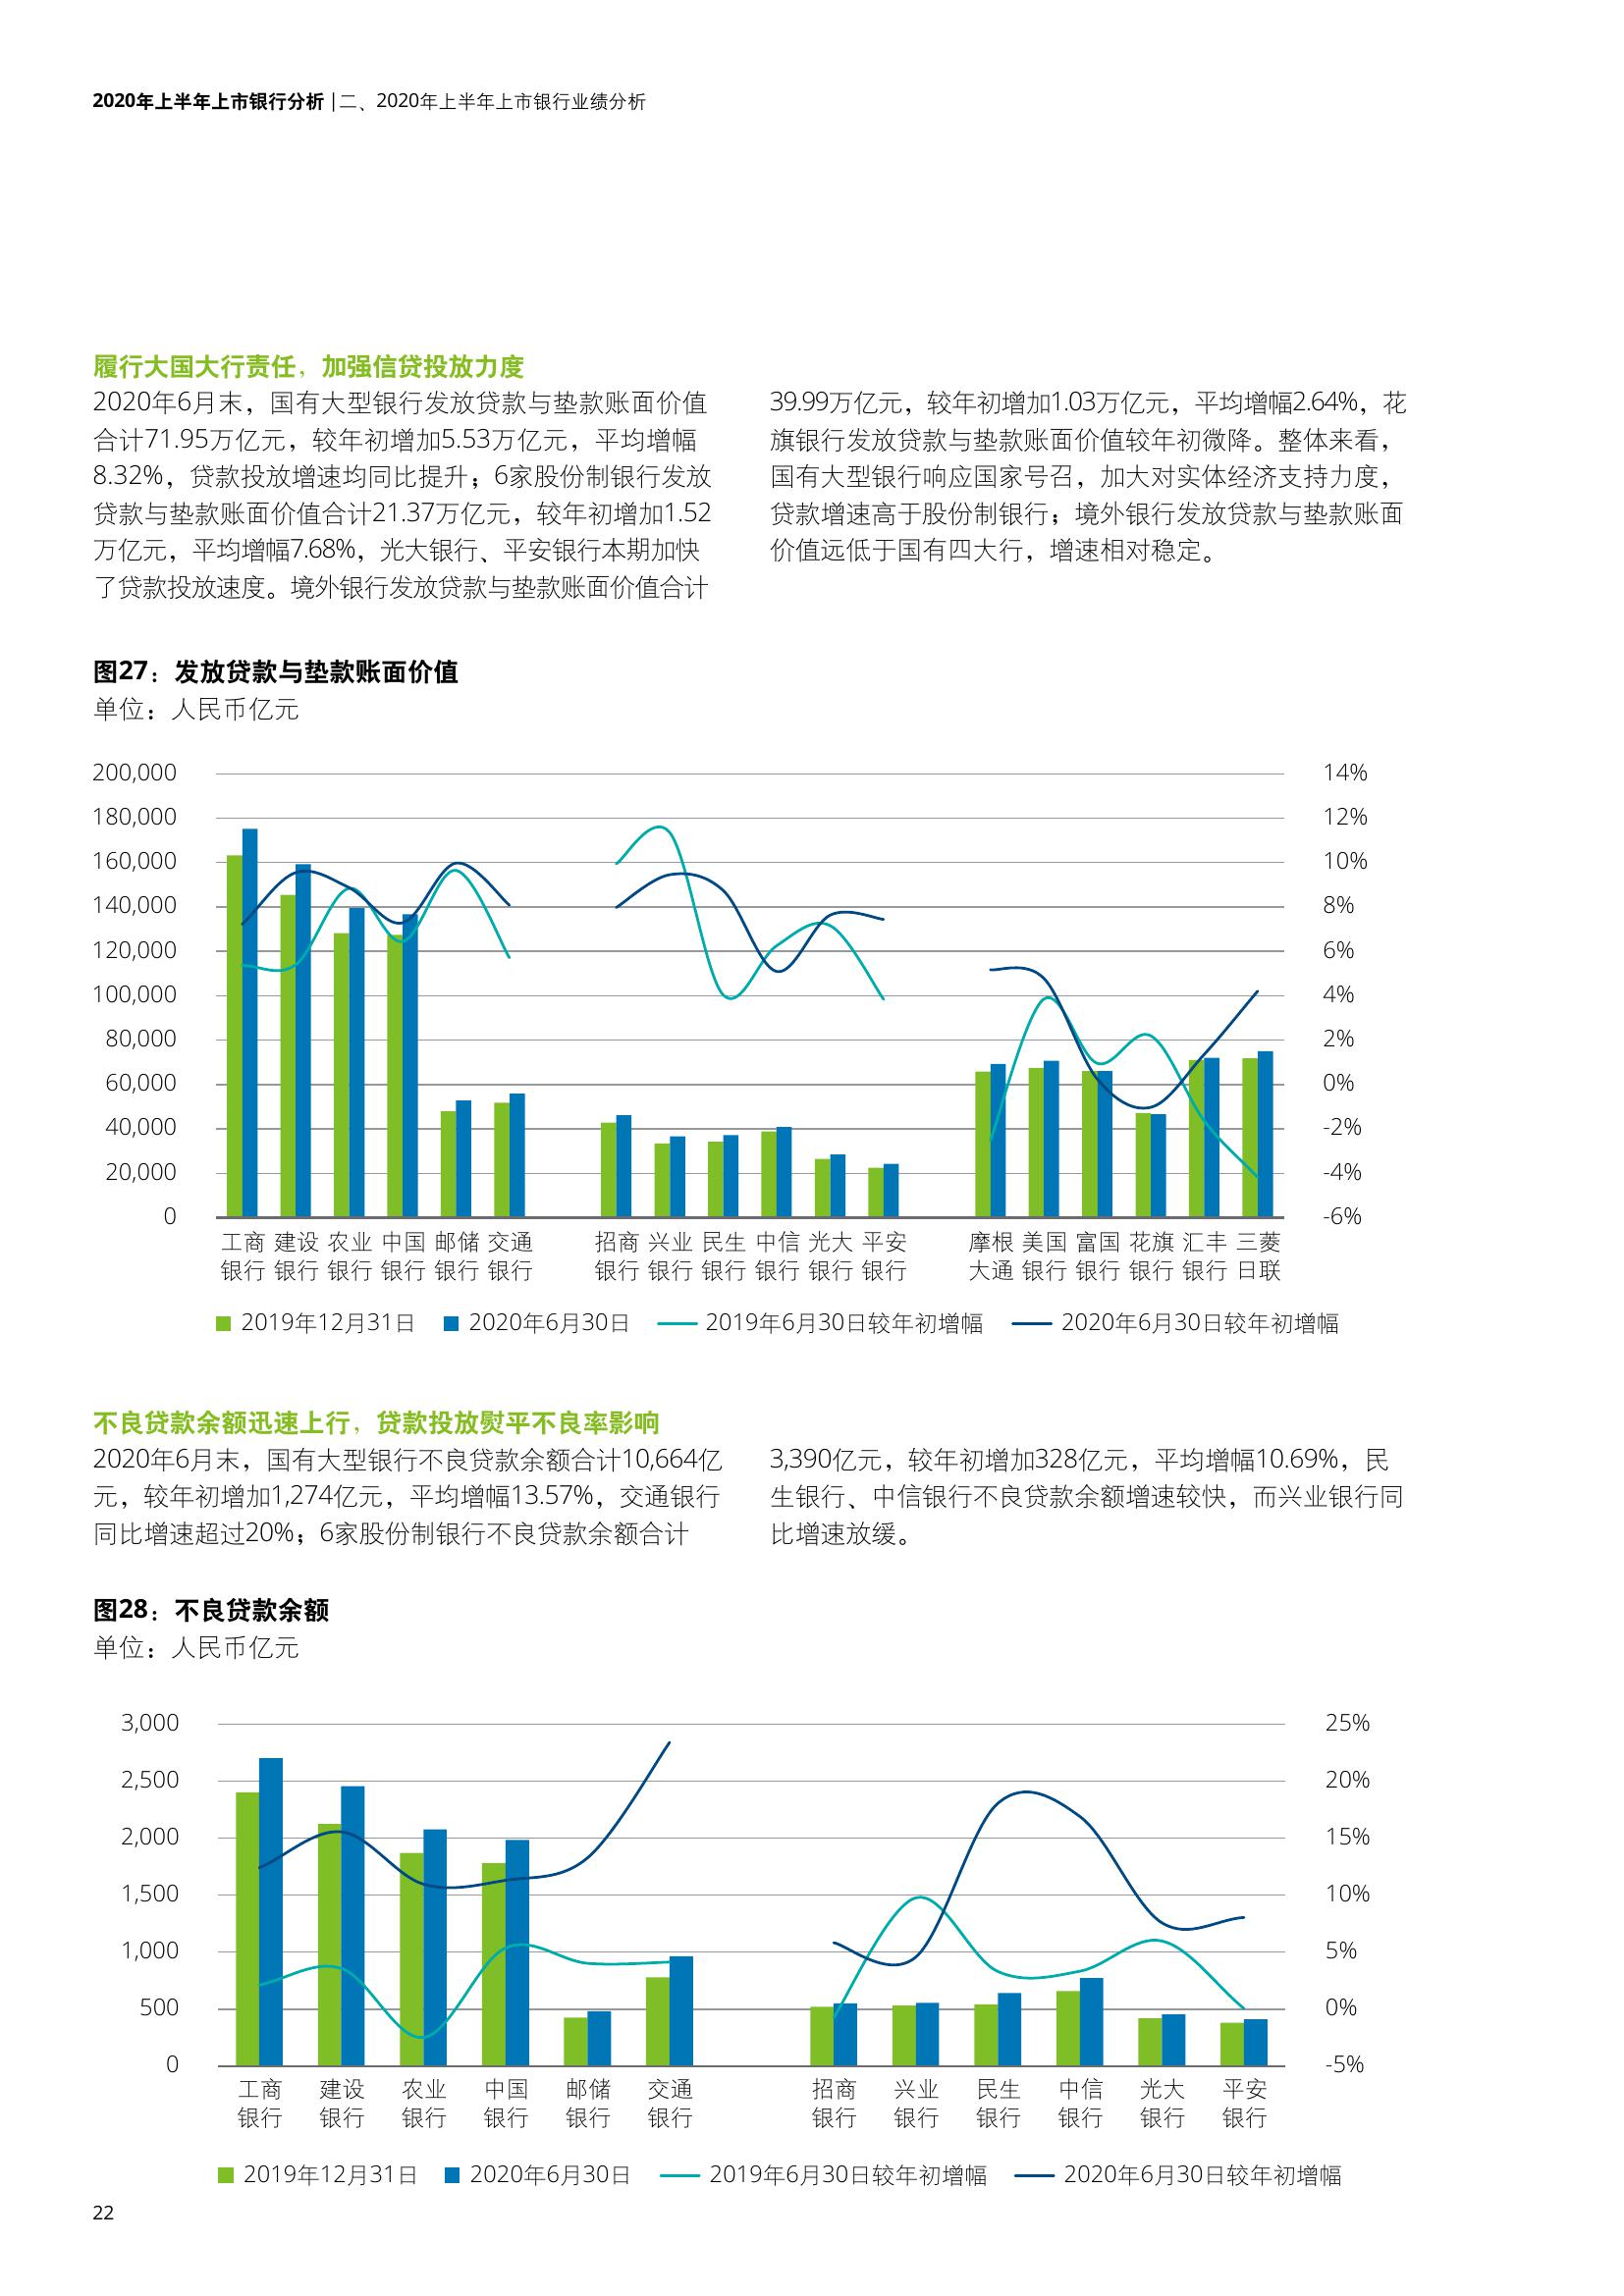 2020年上半年上市银行分析 | 二、2020年上半年上市银行业绩分析
履行大国大行责任，加强信贷投放力度
2020年6月末，国有大型银行发放贷款与垫款账面价值
合计71.95万亿元，较年初增加5.53万亿元，平均增幅
8.32%，贷款投放增速均同比提升；6家股份制银行发放
贷款与垫款账面价值合计21.37万亿元，较年初增加1.52
万亿元，平均增幅7.68%，光大银行、平安银行本期加快
了贷款投放速度。境外银行发放贷款与垫款账面价值合计
39.99万亿元，较年初增加1.03万亿元，平均增幅2.64%，花
旗银行发放贷款与垫款账面价值较年初微降。整体来看，
国有大型银行响应国家号召，加大对实体经济支持力度，
贷款增速高于股份制银行；境外银行发放贷款与垫款账面
价值远低于国有四大行，增速相对稳定。
图27：发放贷款与垫款账面价值
单位：人民币亿元
200,000 14%
180,000 12%
160,000 10%
140,000 8%
120,000 6%
100,000 4%
80,000 2%
60,000 0%
40,000 -2%
20,000 -4%
0 -6%
工商 建设 农业 中国 邮储 交通 招商 兴业 民生 中信 光大 平安 摩根 美国 富国 花旗 汇丰 三菱
银行 银行 银行 银行 银行 银行 银行 银行 银行 银行 银行 银行 大通 银行 银行 银行 银行 日联
2019年12月31日 2020年6月30日 2019年6月30日较年初增幅 2020年6月30日较年初增幅
不良贷款余额迅速上行，贷款投放熨平不良率影响
2020年6月末，国有大型银行不良贷款余额合计10,664亿
元，较年初增加1,274亿元，平均增幅13.57%，交通银行
同比增速超过20%；6家股份制银行不良贷款余额合计
3,390亿元，较年初增加328亿元，平均增幅10.69%，民
生银行、中信银行不良贷款余额增速较快，而兴业银行同
比增速放缓。
图28：不良贷款余额
单位：人民币亿元
3,000 25%
2,500 20%
2,000 15%
1,500 10%
1,000 5%
500 0%
0 -5%
工商 建设 农业 中国 邮储 交通 招商 兴业 民生 中信 光大 平安
银行 银行 银行 银行 银行 银行 银行 银行 银行 银行 银行 银行
2019年12月31日 2020年6月30日 2019年6月30日较年初增幅 2020年6月30日较年初增幅
22